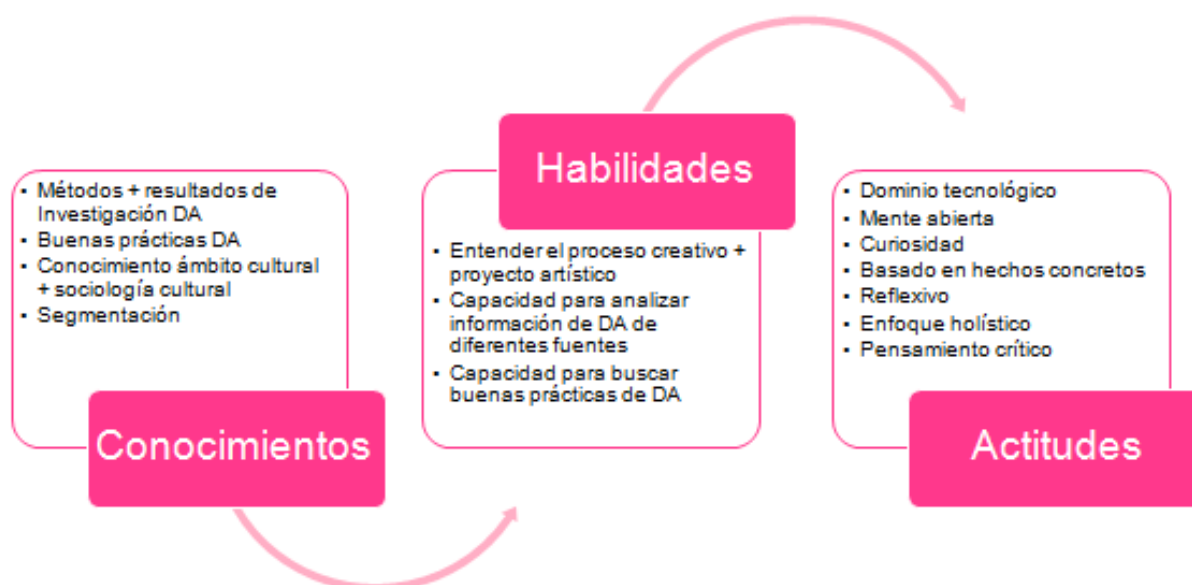 • Métodos + resultados de
Investigación DA
• Buenas prácticas DA
• Conocimiento ámbito cultural
+ sociología cultural
• Segmentación
Conocimientos
Habilidades
• Entender el proceso creativo +
proyecto artístico
• Capacidad para analizar
información de DA de
diferentes fuentes
• Capacidad para buscar
buenas prácticas de DA
• Dominio tecnológico
• Mente abierta
• Curiosidad
• Basado en hechos concretos
• Reflexivo
• Enfoque holístico
• Pensamiento crítico
Actitudes